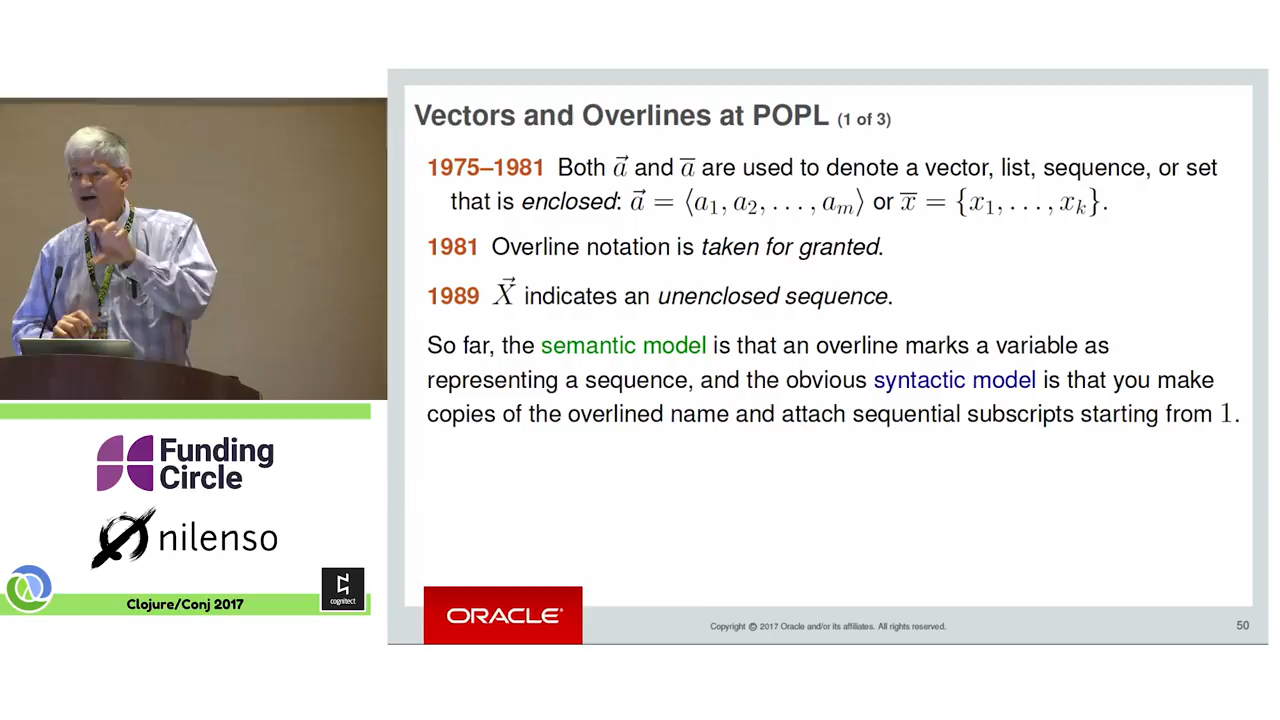 Vectors and Overlines at POPL (1 of 3)
1975–1981 Both a⃗ and a̅ are used to denote a vector, list, sequence, or set
that is enclosed: a⃗ = ⟨a₁, a₂, . . . , aₘ⟩ or x̅ = {x₁, . . . , xₖ}.
1981 Overline notation is taken for granted.
1989 X⃗ indicates an unenclosed sequence.
So far, the semantic model is that an overline marks a variable as
representing a sequence, and the obvious syntactic model is that you make
copies of the overlined name and attach sequential subscripts starting from 1.
Funding
Circle
nilenso
cognitect
Clojure/Conj 2017
ORACLE®
Copyright © 2017 Oracle and/or its affiliates. All rights reserved.
50